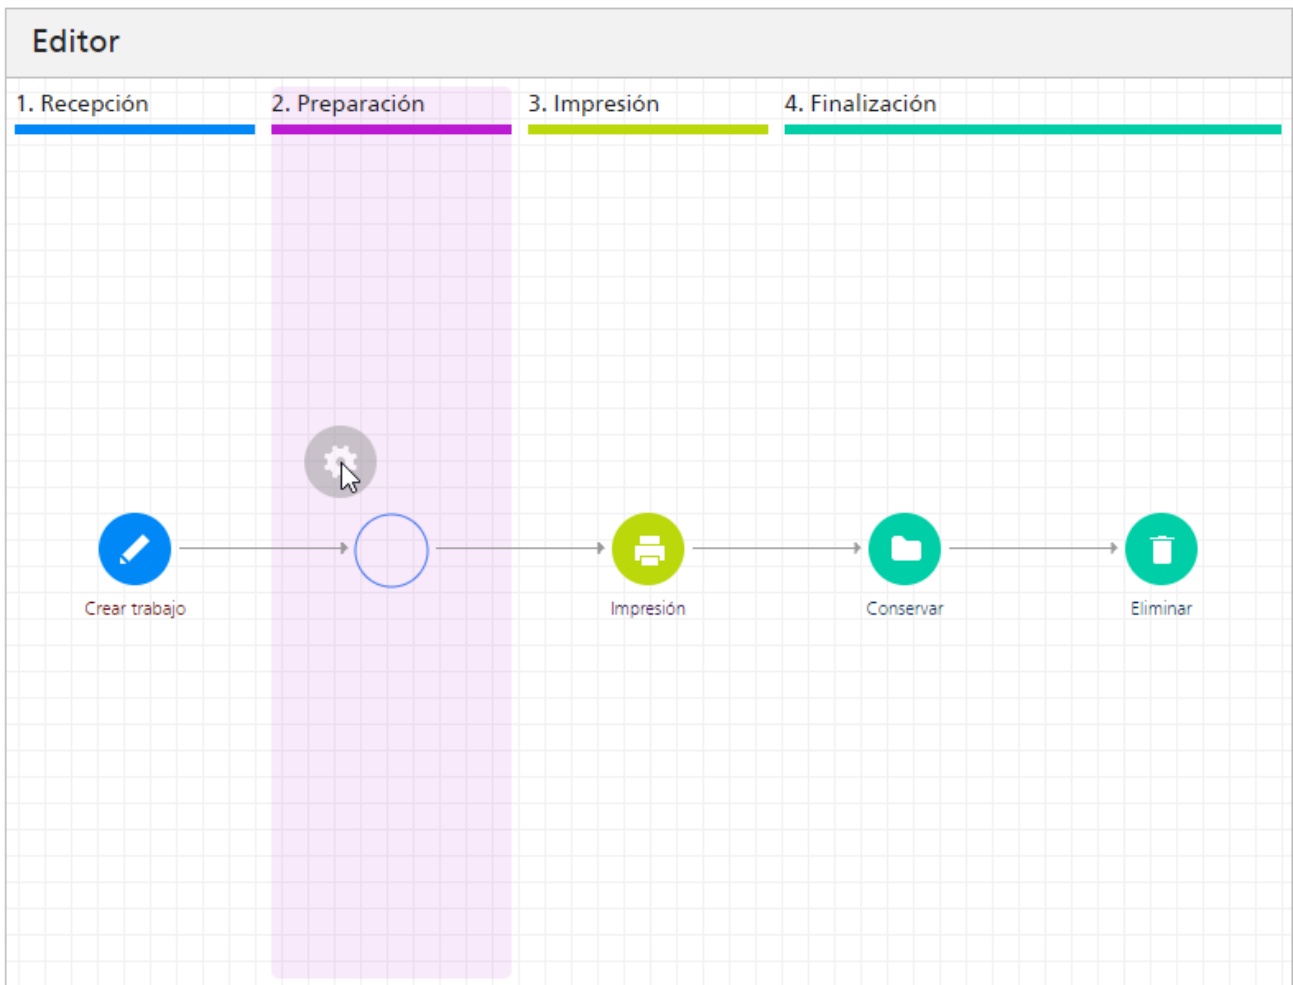 Editor
1. Recepción
2. Preparación
3. Impresión
4. Finalización
Crear trabajo
Impresión
Conservar
Eliminar